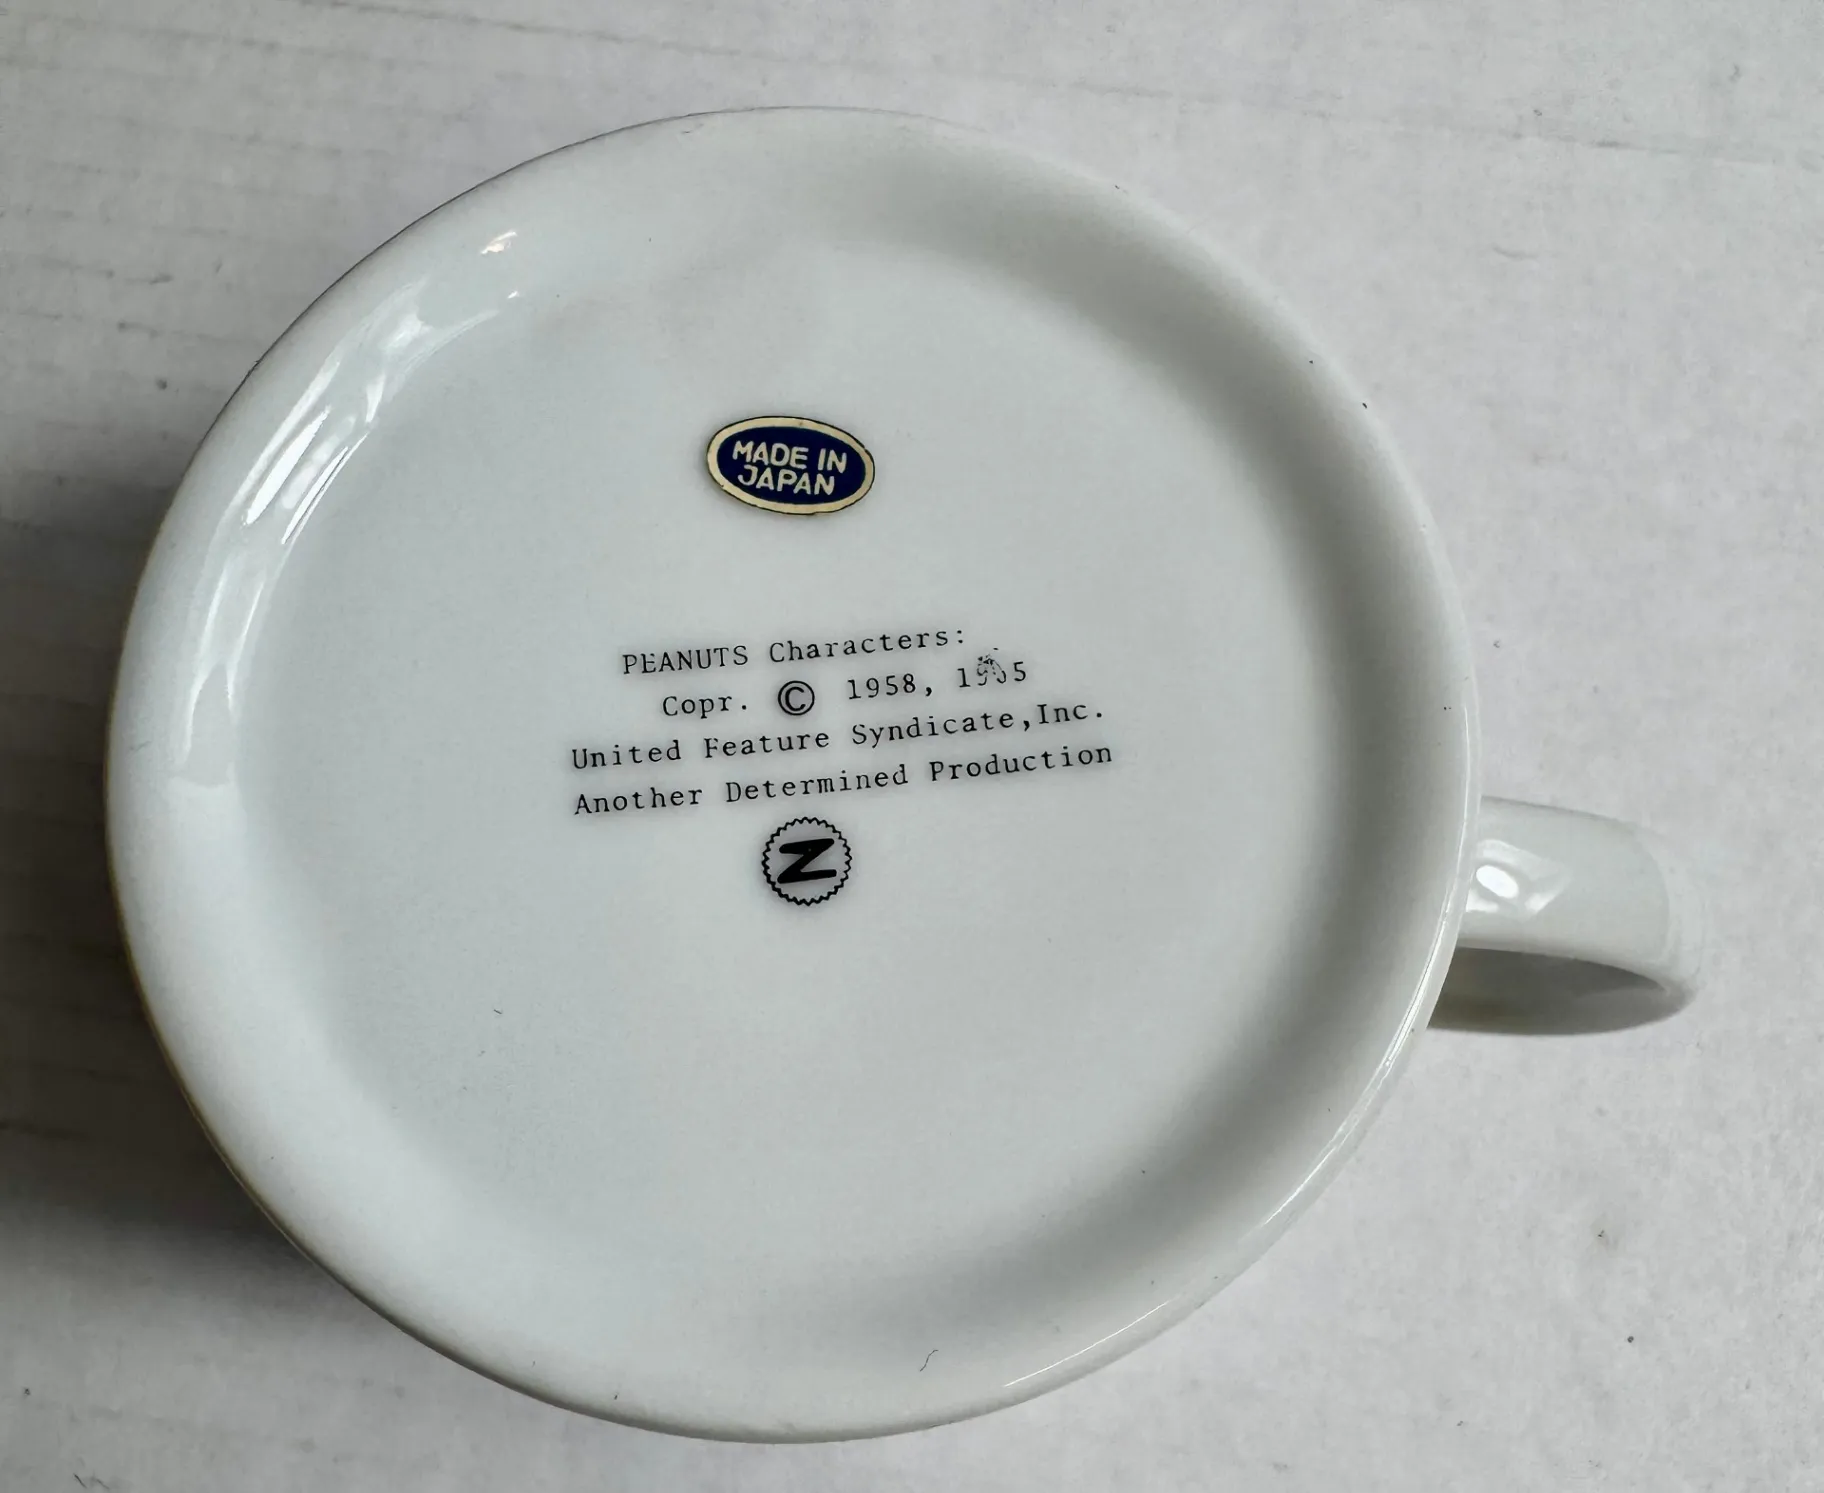 MADE IN
JAPAN
PEANUTS Characters:
Copr. © 1958,
United Feature Syndicate,Inc.
Another Determined Production
Z